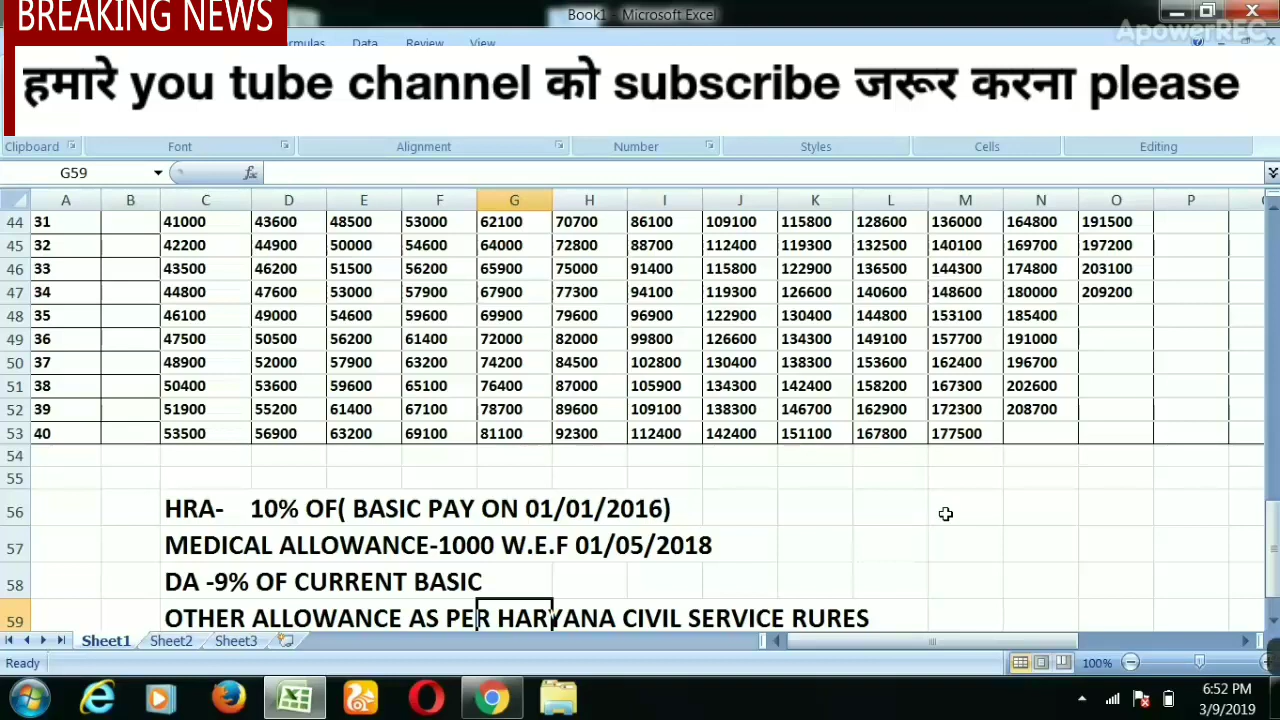 BREAKING NEWS
Book1 - Microsoft Excel
ApowerREC
Data Review View
हमारे you tube channel को subscribe जरूर करना please
Clipboard Font Alignment Number Styles Cells Editing
G59 fx
A B C D E F G H I J K L M N O P
44 31 41000 43600 48500 53000 62100 70700 86100 109100 115800 128600 136000 164800 191500
45 32 42200 44900 50000 54600 64000 72800 88700 112400 119300 132500 140100 169700 197200
46 33 43500 46200 51500 56200 65900 75000 91400 115800 122900 136500 144300 174800 203100
47 34 44800 47600 53000 57900 67900 77300 94100 119300 126600 140600 148600 180000 209200
48 35 46100 49000 54600 59600 69900 79600 96900 122900 130400 144800 153100 185400
49 36 47500 50500 56200 61400 72000 82000 99800 126600 134300 149100 157700 191000
50 37 48900 52000 57900 63200 74200 84500 102800 130400 138300 153600 162400 196700
51 38 50400 53600 59600 65100 76400 87000 105900 134300 142400 158200 167300 202600
52 39 51900 55200 61400 67100 78700 89600 109100 138300 146700 162900 172300 208700
53 40 53500 56900 63200 69100 81100 92300 112400 142400 151100 167800 177500
54
55
56 HRA- 10% OF( BASIC PAY ON 01/01/2016)
57 MEDICAL ALLOWANCE-1000 W.E.F 01/05/2018
58 DA -9% OF CURRENT BASIC
59 OTHER ALLOWANCE AS PER HARYANA CIVIL SERVICE RURES
Sheet1 Sheet2 Sheet3
Ready 100%
6:52 PM
3/9/2019